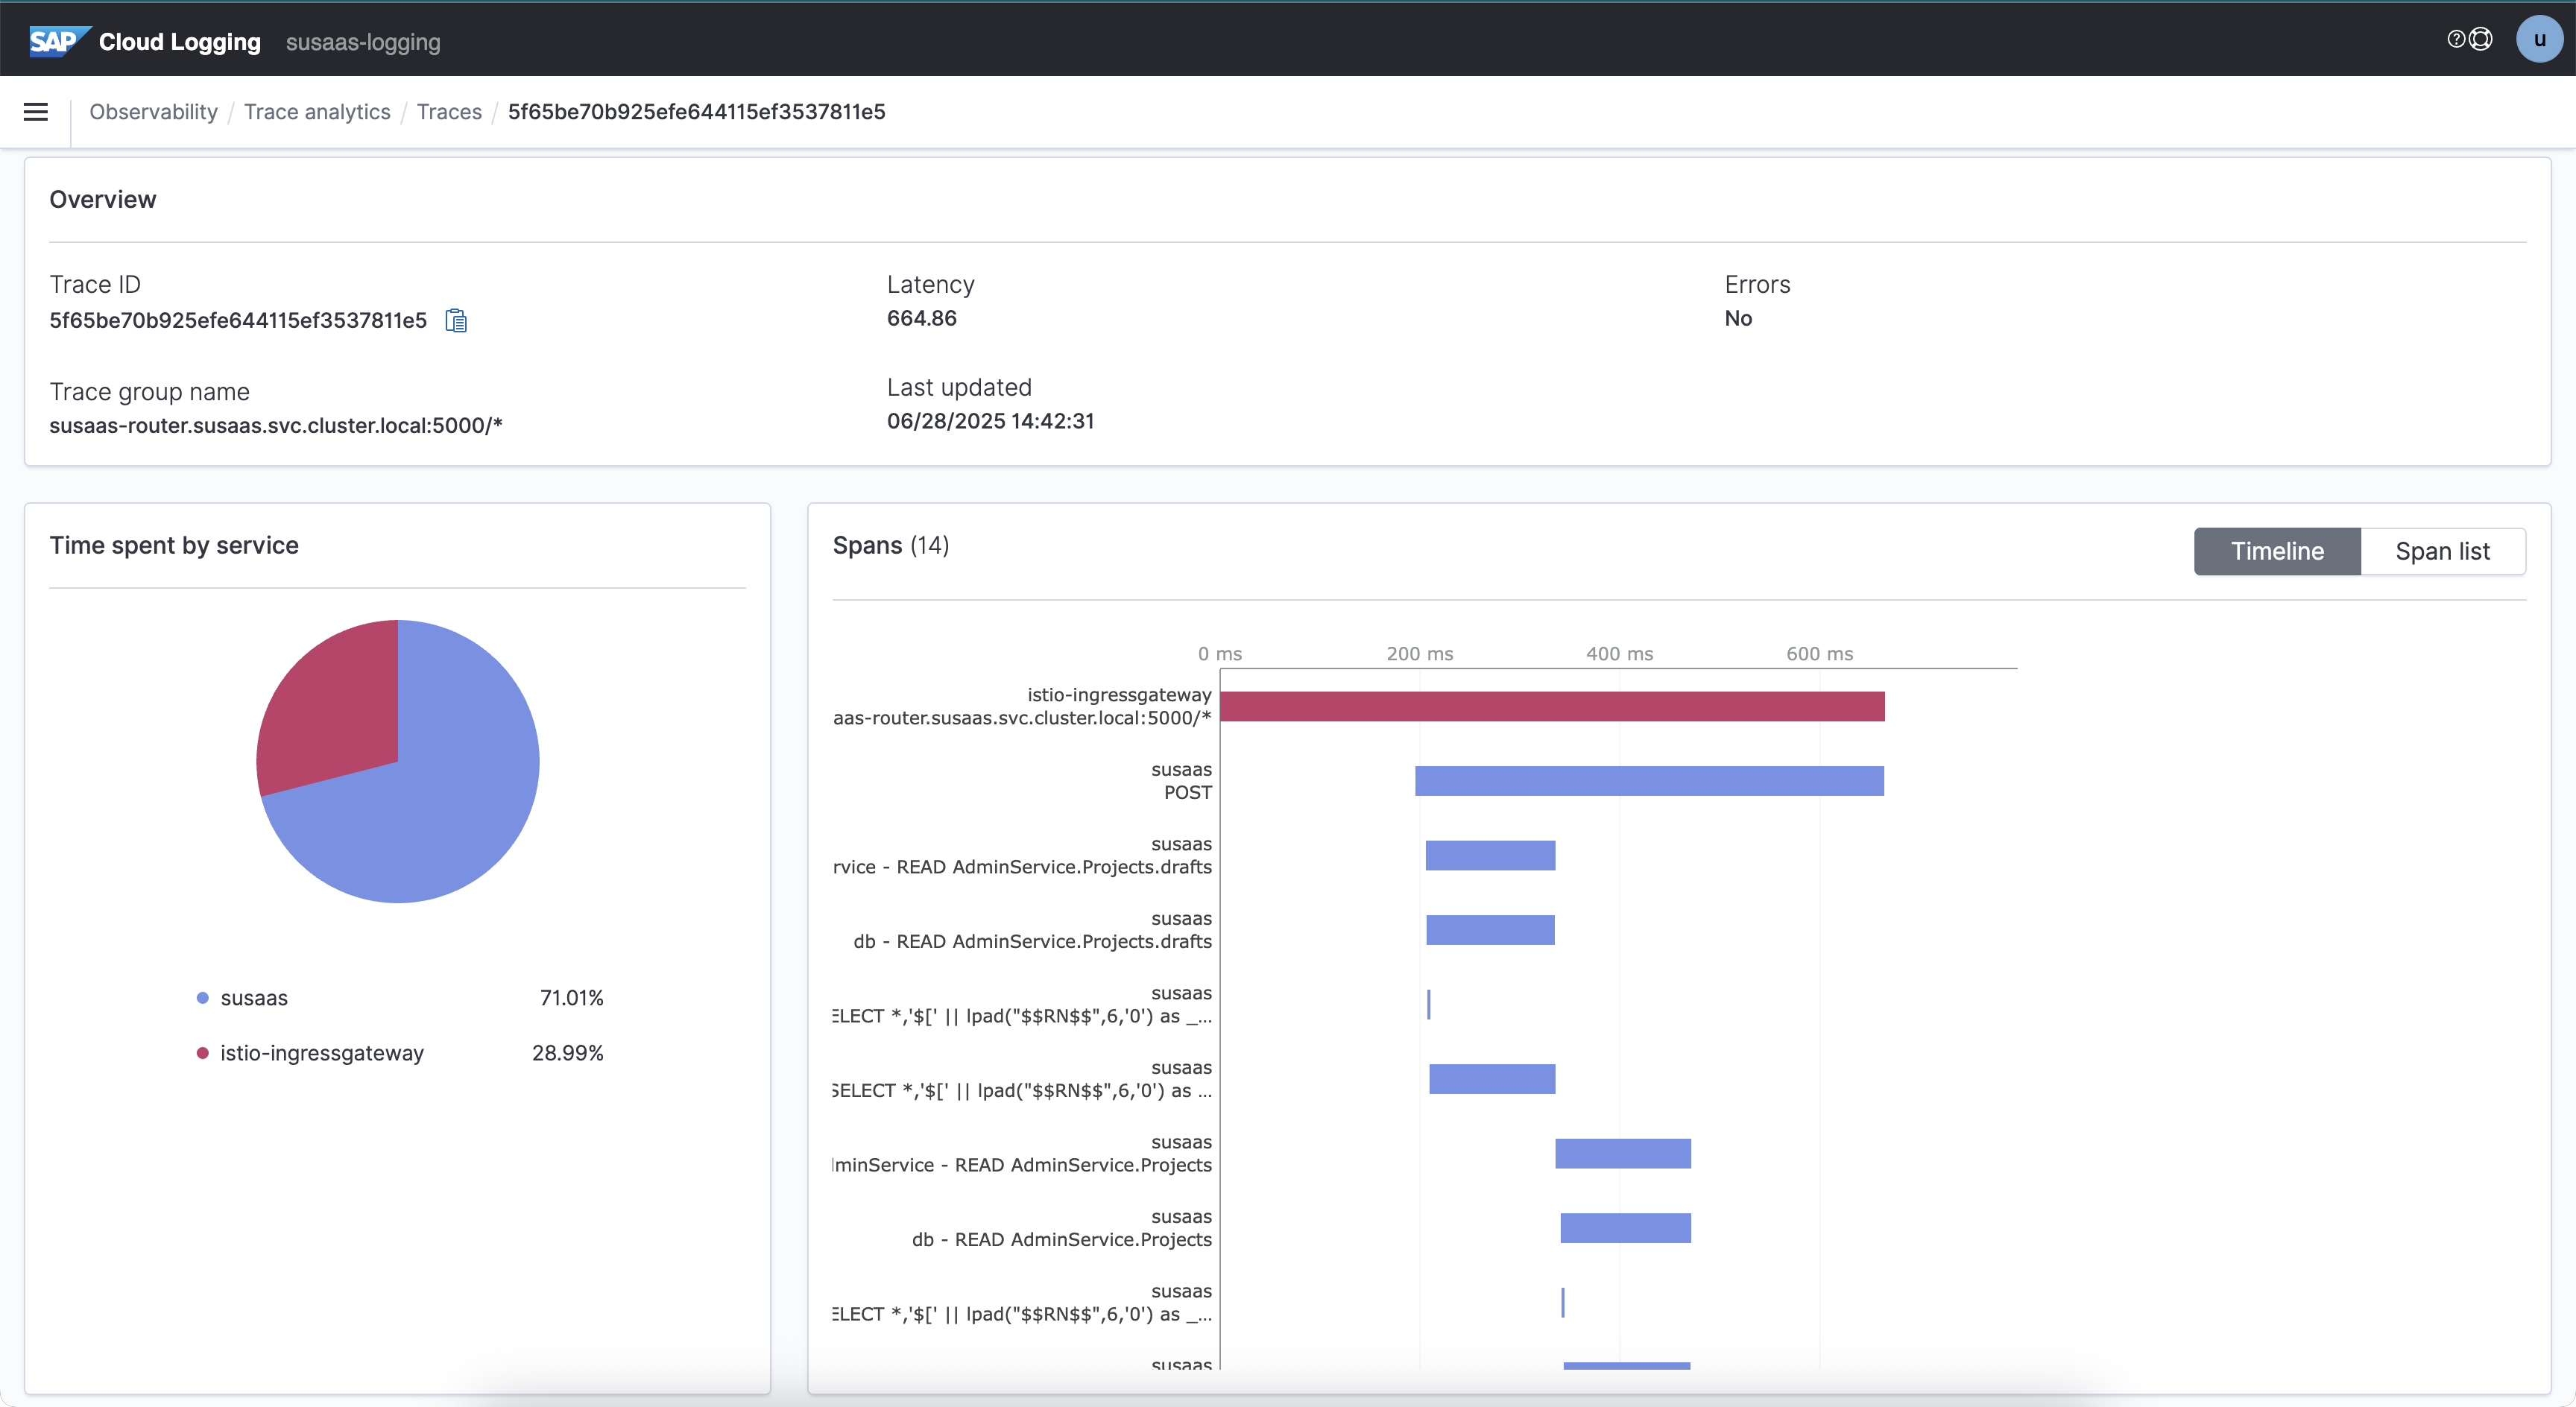 SAP Cloud Logging susaas-logging
u
Observability / Trace analytics / Traces / 5f65be70b925efe644115ef3537811e5
Overview
Trace ID
5f65be70b925efe644115ef3537811e5
Latency
664.86
Errors
No
Trace group name
susaas-router.susaas.svc.cluster.local:5000/*
Last updated
06/28/2025 14:42:31
Time spent by service
susaas 71.01%
istio-ingressgateway 28.99%
Spans (14)
Timeline
Span list
0 ms 200 ms 400 ms 600 ms
istio-ingressgateway
aas-router.susaas.svc.cluster.local:5000/*
susaas
POST
susaas
rvice - READ AdminService.Projects.drafts
susaas
db - READ AdminService.Projects.drafts
susaas
ELECT *,'$[' || lpad("$$RN$$",6,'0') as _...
susaas
SELECT *,'$[' || lpad("$$RN$$",6,'0') as ...
susaas
minService - READ AdminService.Projects
susaas
db - READ AdminService.Projects
susaas
ELECT *,'$[' || lpad("$$RN$$",6,'0') as _...
susaas